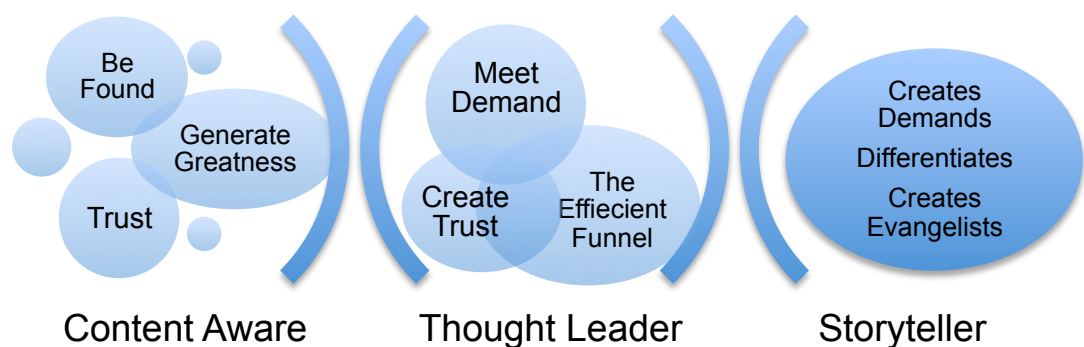 Be
Found
Generate
Greatness
Trust
Content Aware
Meet
Demand
Create
Trust
The
Effiecient
Funnel
Thought Leader
Creates
Demands
Differentiates
Creates
Evangelists
Storyteller